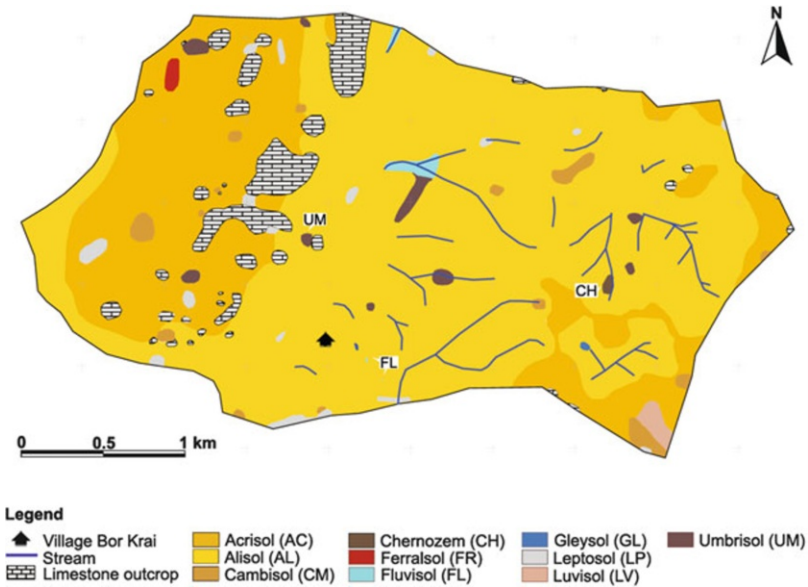 N
UM
CH
FL
0 0.5 1 km
Legend
Village Bor Krai
Stream
Limestone outcrop
Acrisol (AC)
Alisol (AL)
Cambisol (CM)
Chernozem (CH)
Ferralsol (FR)
Fluvisol (FL)
Gleysol (GL)
Leptosol (LP)
Luvisol (LV)
Umbrisol (UM)